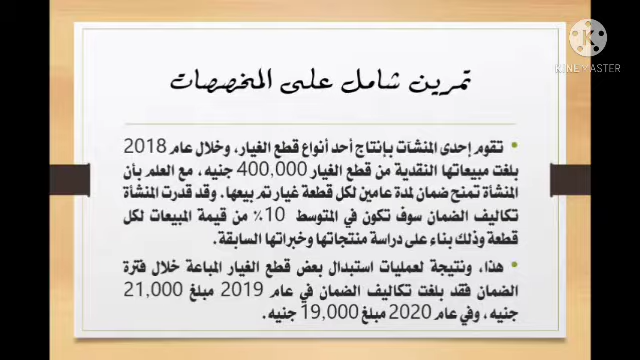 KINEMASTER
تمرين شامل على المخصصات
• تقوم إحدى المنشآت بإنتاج أحد أنواع قطع الغيار، وخلال عام 2018
بلغت مبيعاتها النقدية من قطع الغيار 400,000 جنيه، مع العلم بأن
المنشاة تمنح ضمان لمدة عامين لكل قطعة غيار تم بيعها. وقد قدرت المنشاة
تكاليف الضمان سوف تكون في المتوسط 10٪ من قيمة المبيعات لكل
قطعة وذلك بناء على دراسة منتجاتها وخبراتها السابقة.
• هذا، ونتيجة لعمليات استبدال بعض قطع الغيار المباعة خلال فترة
الضمان فقد بلغت تكاليف الضمان في عام 2019 مبلغ 21,000
جنيه، وفي عام 2020 مبلغ 19,000 جنيه.